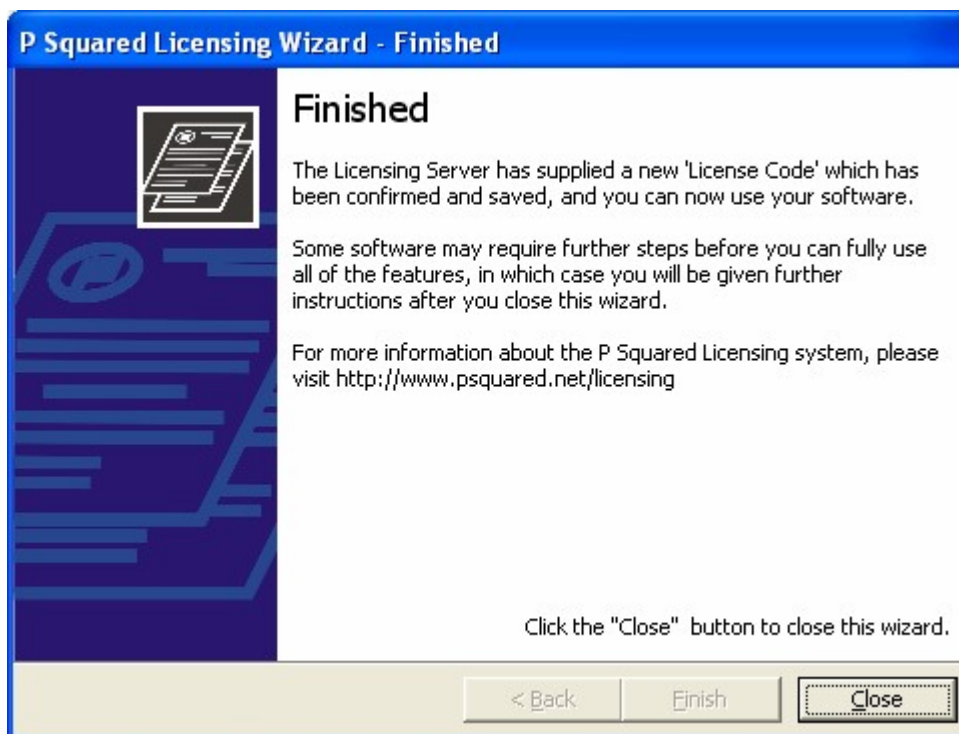 P Squared Licensing Wizard - Finished
Finished
The Licensing Server has supplied a new 'License Code' which has
been confirmed and saved, and you can now use your software.
Some software may require further steps before you can fully use
all of the features, in which case you will be given further
instructions after you close this wizard.
For more information about the P Squared Licensing system, please
visit http://www.psquared.net/licensing
Click the "Close"  button to close this wizard.
< Back
Finish
Close